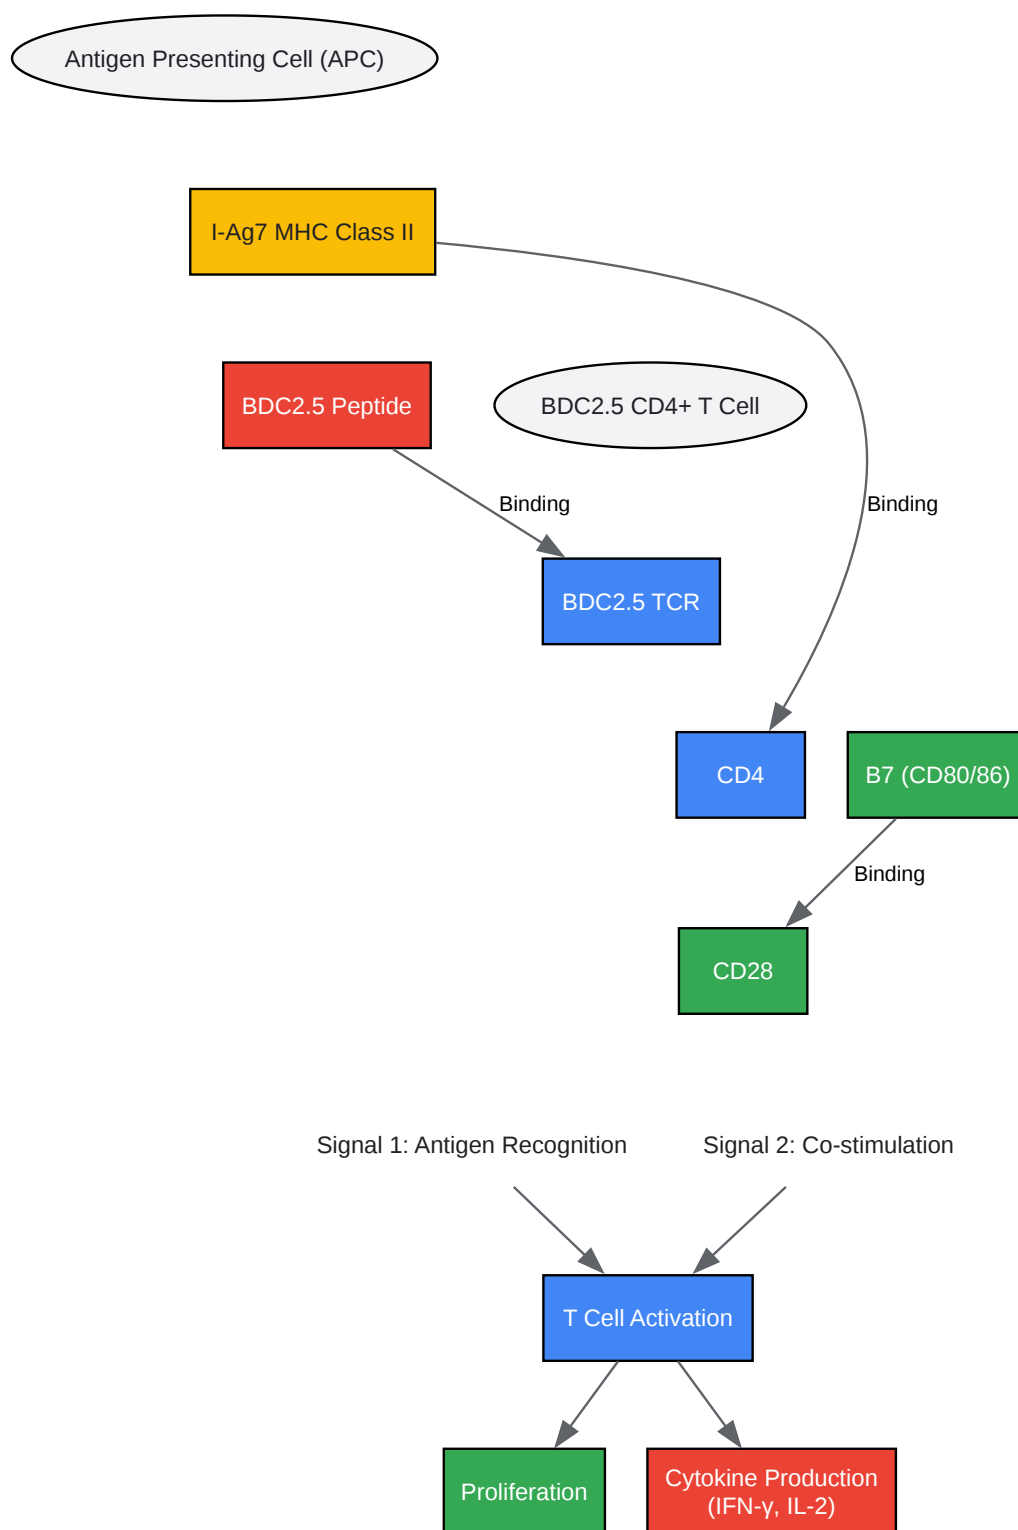 Antigen Presenting Cell (APC)
I-Ag7 MHC Class II
BDC2.5 Peptide
BDC2.5 CD4+ T Cell
Binding
Binding
BDC2.5 TCR
CD4
B7 (CD80/86)
Binding
CD28
Signal 1: Antigen Recognition
Signal 2: Co-stimulation
T Cell Activation
Proliferation
Cytokine Production
(IFN-γ, IL-2)